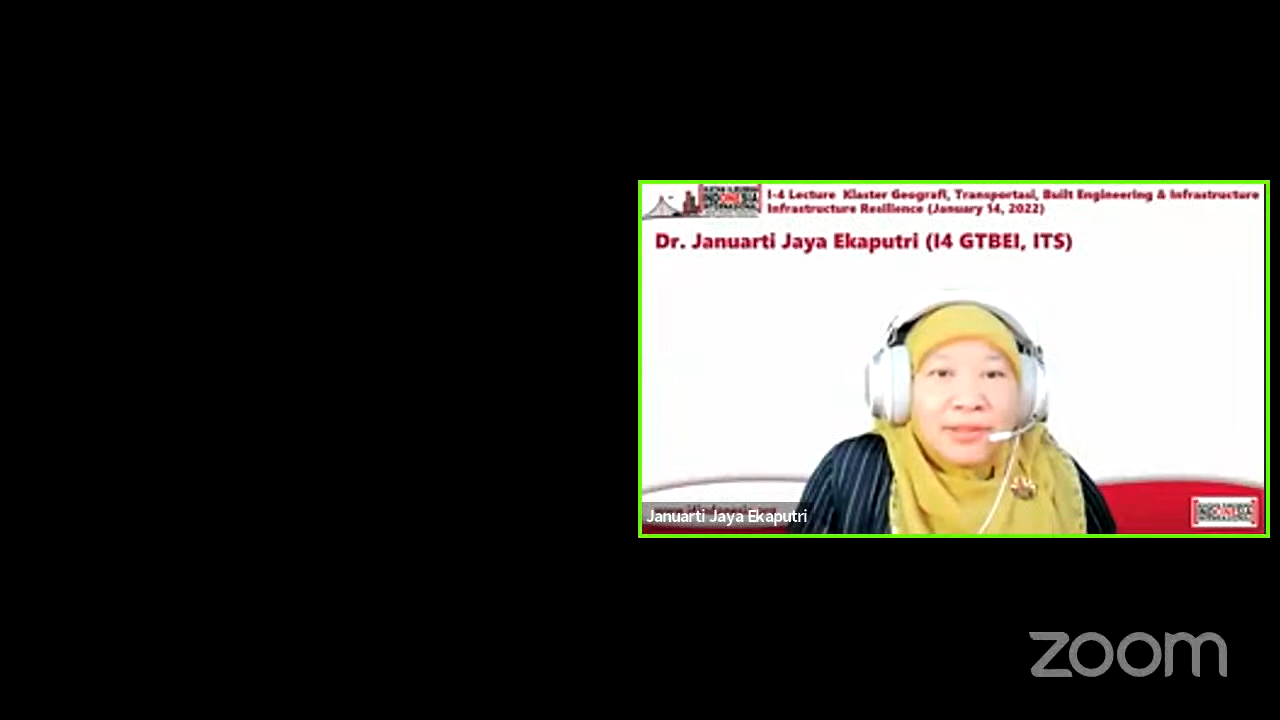 I-4 Lecture Klaster Geografi, Transportasi, Built Engineering & Infrastructure
Infrastructure Resilience (January 14, 2022)
Dr. Januarti Jaya Ekaputri (I4 GTBEI, ITS)
Januarti Jaya Ekaputri
zoom